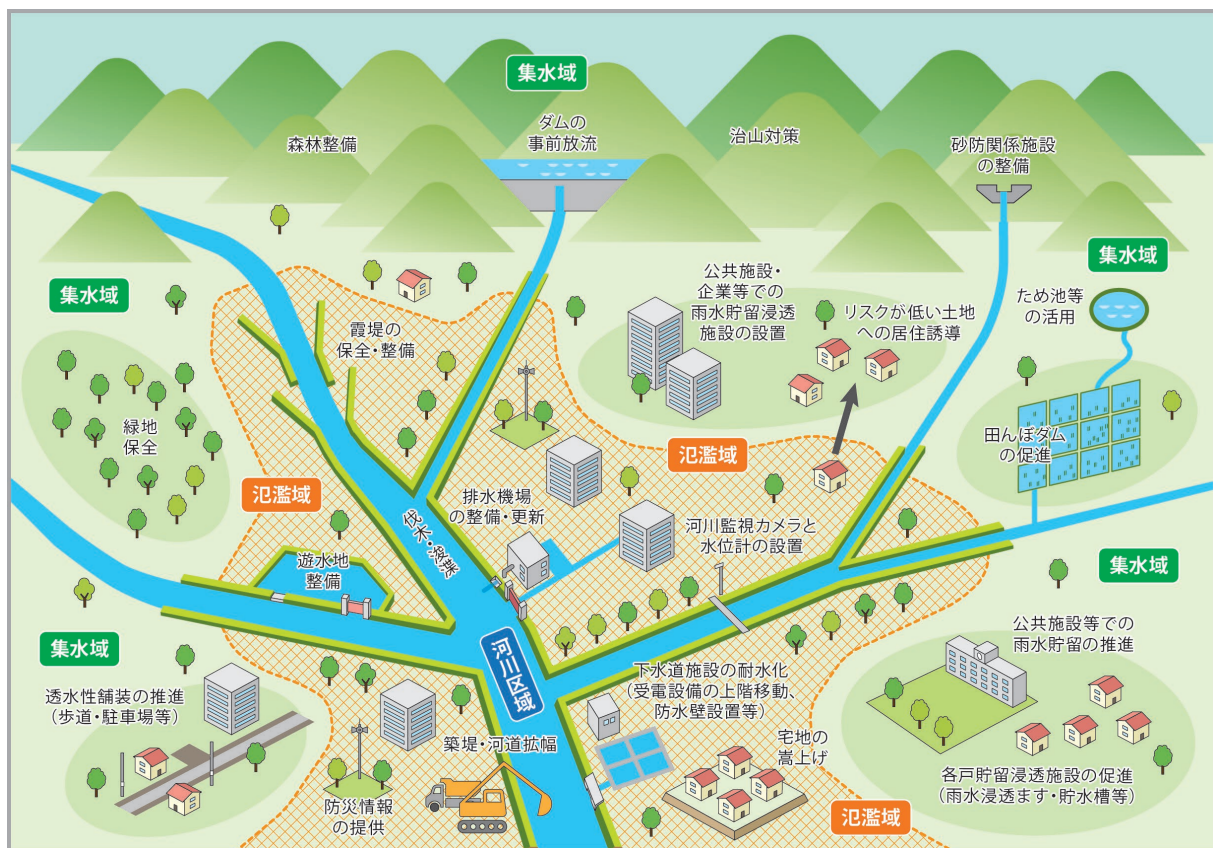 集水域
ダムの
事前放流
森林整備
治山対策
砂防関係施設
の整備
集水域
集水域
ため池等
の活用
公共施設・
企業等での
雨水貯留浸透
施設の設置
リスクが低い土地
への居住誘導
霞堤の
保全・整備
緑地
保全
田んぼダム
の促進
氾濫域
氾濫域
排水機場
の整備・更新
伐木・浚渫
河川監視カメラと
水位計の設置
遊水地
整備
集水域
集水域
公共施設等での
雨水貯留の推進
河川区域
下水道施設の耐水化
(受電設備の上階移動、
防水壁設置等)
透水性舗装の推進
(歩道・駐車場等)
築堤・河道拡幅
宅地の
嵩上げ
各戸貯留浸透施設の促進
(雨水浸透ます・貯水槽等)
防災情報
の提供
氾濫域